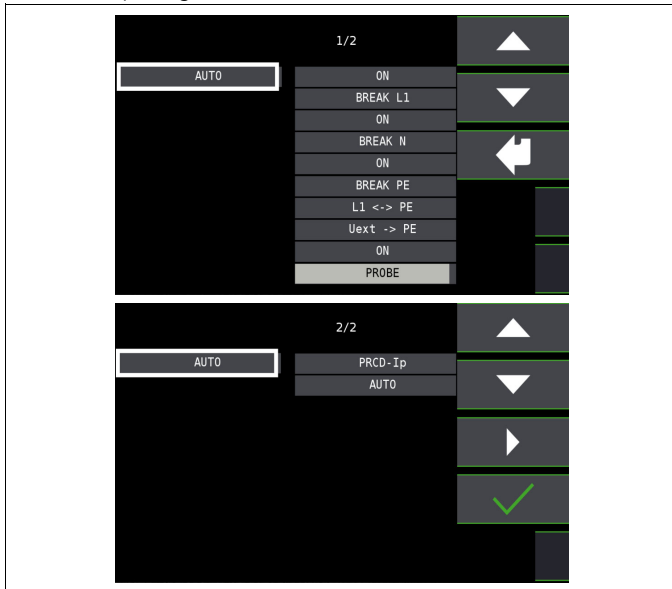 1/2
AUTO
ON
BREAK L1
ON
BREAK N
ON
BREAK PE
L1 <-> PE
Uext -> PE
ON
PROBE
2/2
AUTO
PRCD-Ip
AUTO